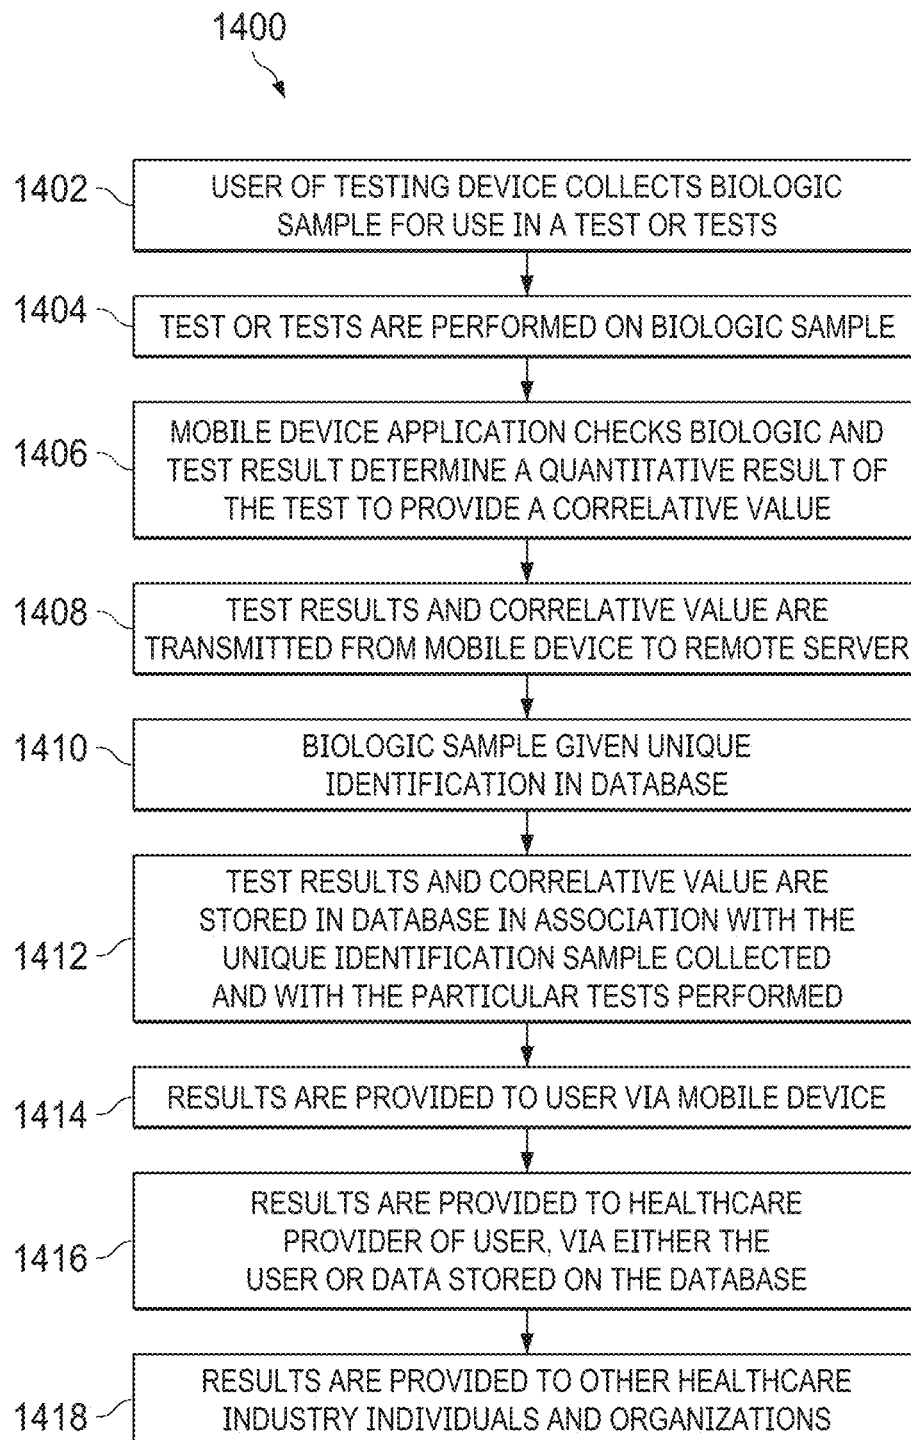 1400
1402
USER OF TESTING DEVICE COLLECTS BIOLOGIC
SAMPLE FOR USE IN A TEST OR TESTS
1404
TEST OR TESTS ARE PERFORMED ON BIOLOGIC SAMPLE
1406
MOBILE DEVICE APPLICATION CHECKS BIOLOGIC AND
TEST RESULT DETERMINE A QUANTITATIVE RESULT OF
THE TEST TO PROVIDE A CORRELATIVE VALUE
1408
TEST RESULTS AND CORRELATIVE VALUE ARE
TRANSMITTED FROM MOBILE DEVICE TO REMOTE SERVER
1410
BIOLOGIC SAMPLE GIVEN UNIQUE
IDENTIFICATION IN DATABASE
1412
TEST RESULTS AND CORRELATIVE VALUE ARE
STORED IN DATABASE IN ASSOCIATION WITH THE
UNIQUE IDENTIFICATION SAMPLE COLLECTED
AND WITH THE PARTICULAR TESTS PERFORMED
1414
RESULTS ARE PROVIDED TO USER VIA MOBILE DEVICE
1416
RESULTS ARE PROVIDED TO HEALTHCARE
PROVIDER OF USER, VIA EITHER THE
USER OR DATA STORED ON THE DATABASE
1418
RESULTS ARE PROVIDED TO OTHER HEALTHCARE
INDUSTRY INDIVIDUALS AND ORGANIZATIONS